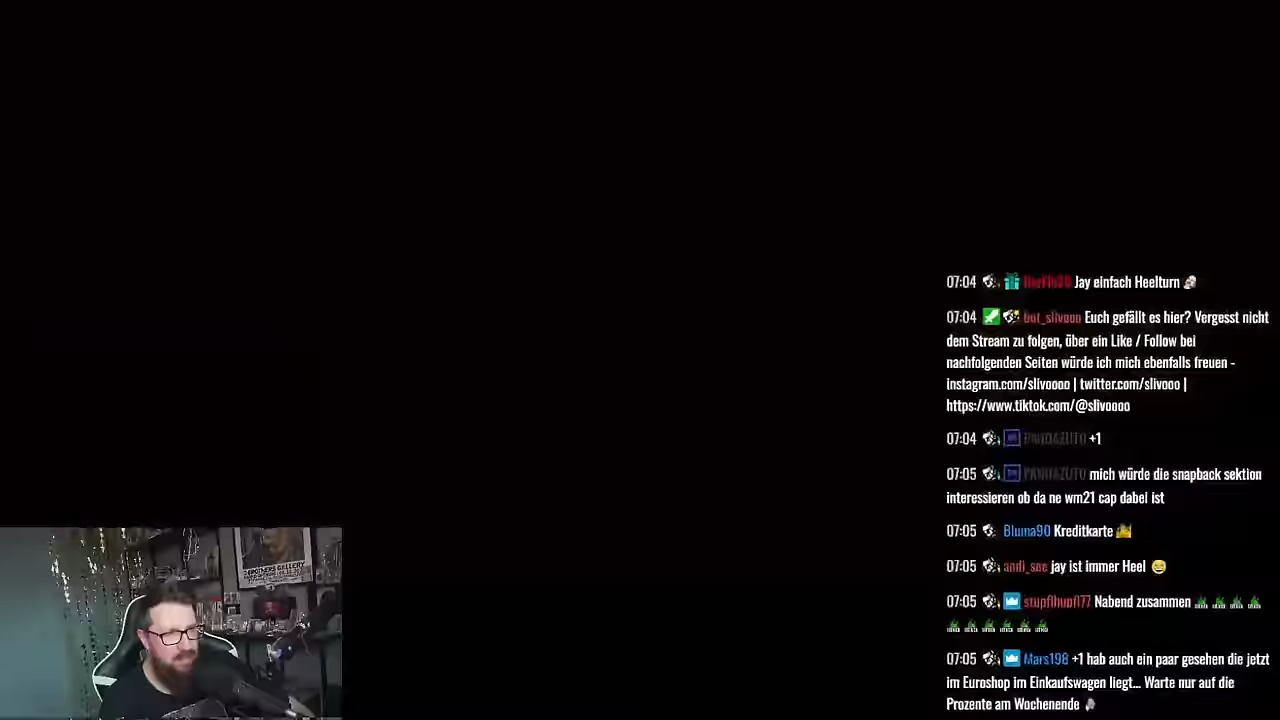 BROTHERS GALLERY
07:04 Jay einfach Heelturn
07:04 bot_slivooo Euch gefällt es hier? Vergesst nicht
dem Stream zu folgen, über ein Like / Follow bei
nachfolgenden Seiten würde ich mich ebenfalls freuen -
instagram.com/slivoooo | twitter.com/slivooo |
https://www.tiktok.com/@slivoooo
07:04 +1
07:05 mich würde die snapback sektion
interessieren ob da ne wm21 cap dabei ist
07:05 Bluma90 Kreditkarte
07:05 jay ist immer Heel
07:05 stupflhupfl77 Nabend zusammen
07:05 Mars198 +1 hab auch ein paar gesehen die jetzt
im Euroshop im Einkaufswagen liegt... Warte nur auf die
Prozente am Wochenende